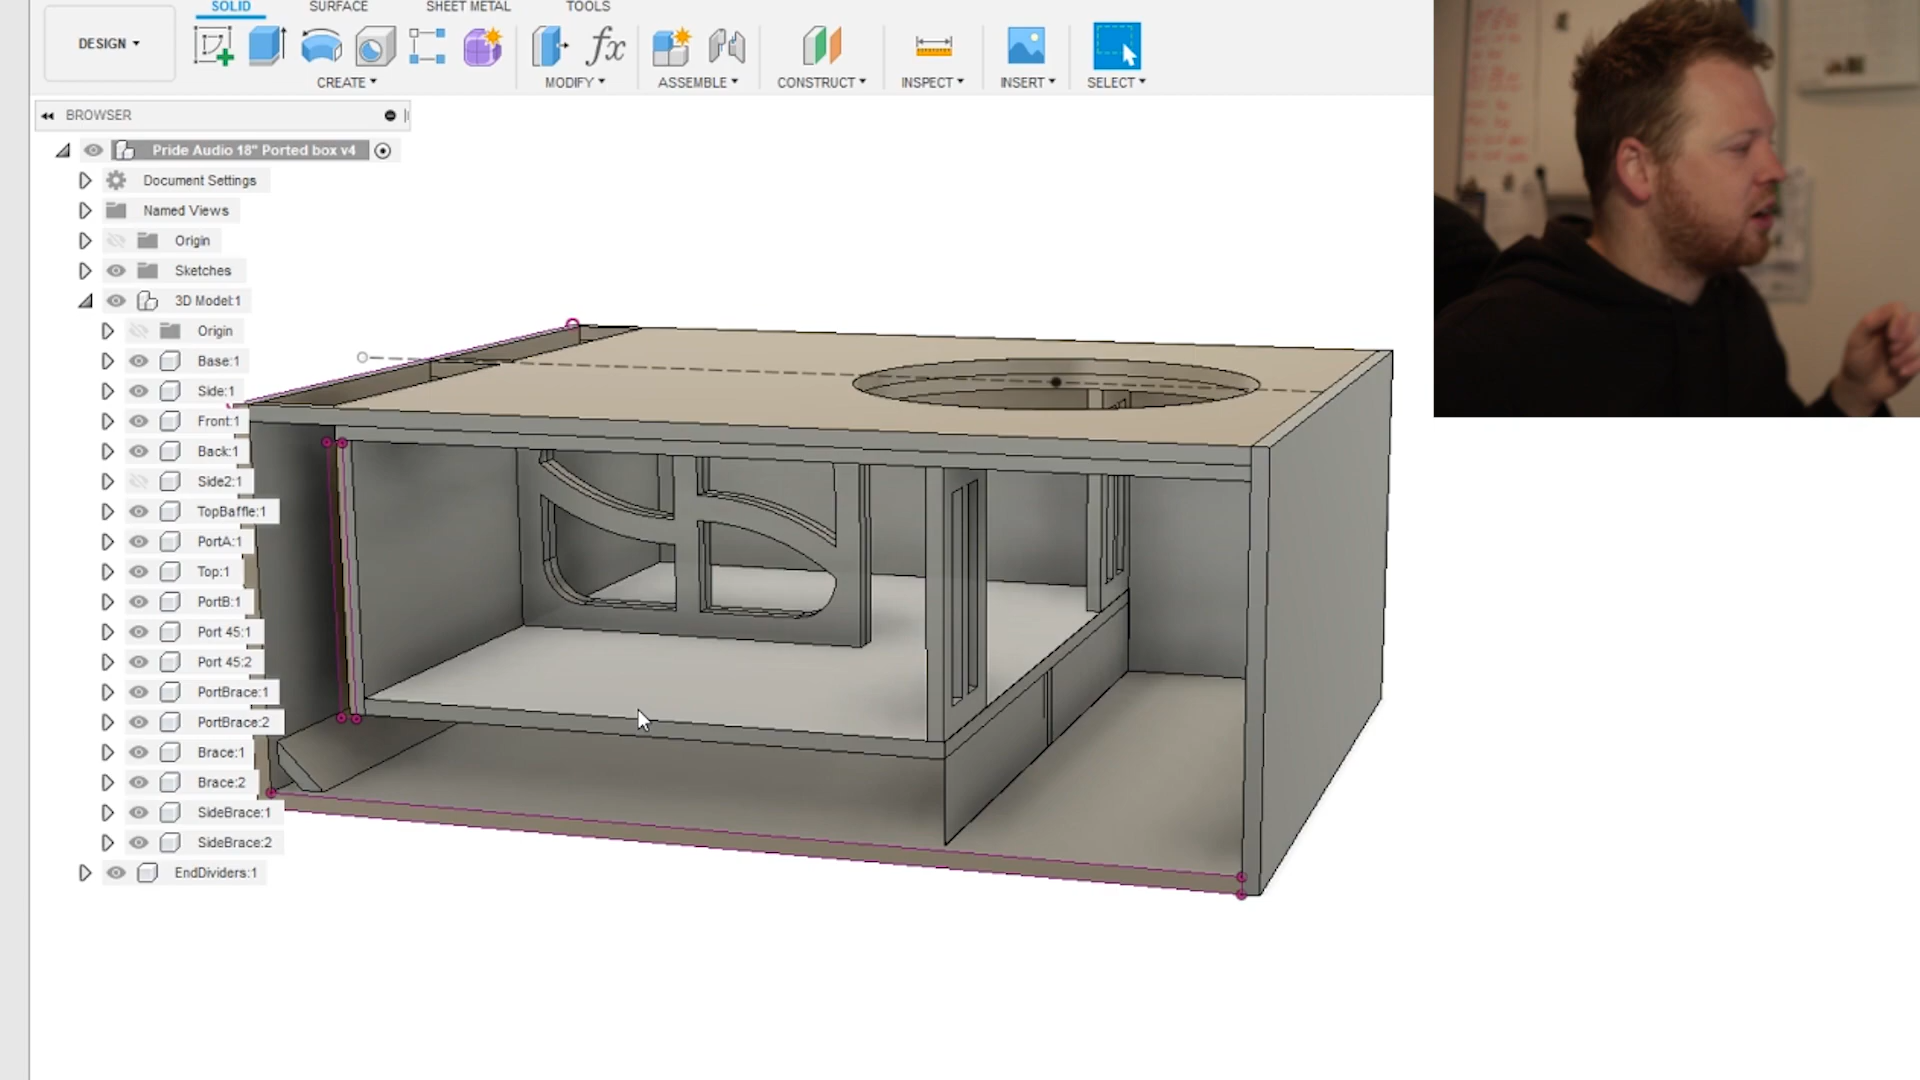 SOLID SURFACE SHEET METAL TOOLS
DESIGN
fx
CREATE MODIFY ASSEMBLE CONSTRUCT INSPECT INSERT SELECT
BROWSER
Pride Audio 18" Ported box v4
Document Settings
Named Views
Origin
Sketches
3D Model:1
Origin
Base:1
Side:1
Front:1
Back:1
Side2:1
TopBaffle:1
PortA:1
Top:1
PortB:1
Port 45:1
Port 45:2
PortBrace:1
PortBrace:2
Brace:1
Brace:2
SideBrace:1
SideBrace:2
EndDividers:1